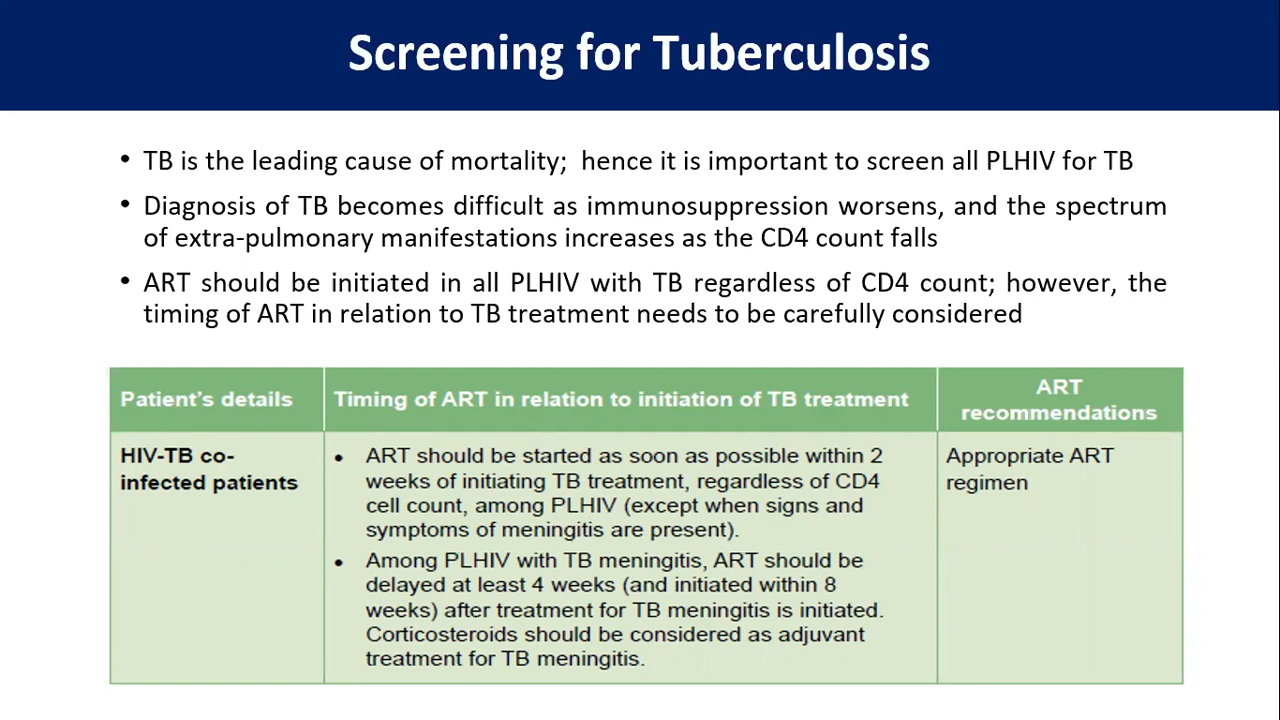 Screening for Tuberculosis
• TB is the leading cause of mortality; hence it is important to screen all PLHIV for TB
• Diagnosis of TB becomes difficult as immunosuppression worsens, and the spectrum
of extra-pulmonary manifestations increases as the CD4 count falls
• ART should be initiated in all PLHIV with TB regardless of CD4 count; however, the
timing of ART in relation to TB treatment needs to be carefully considered
Patient's details
Timing of ART in relation to initiation of TB treatment
ART
recommendations
HIV-TB co-
infected patients
• ART should be started as soon as possible within 2
weeks of initiating TB treatment, regardless of CD4
cell count, among PLHIV (except when signs and
symptoms of meningitis are present).
• Among PLHIV with TB meningitis, ART should be
delayed at least 4 weeks (and initiated within 8
weeks) after treatment for TB meningitis is initiated.
Corticosteroids should be considered as adjuvant
treatment for TB meningitis.
Appropriate ART
regimen